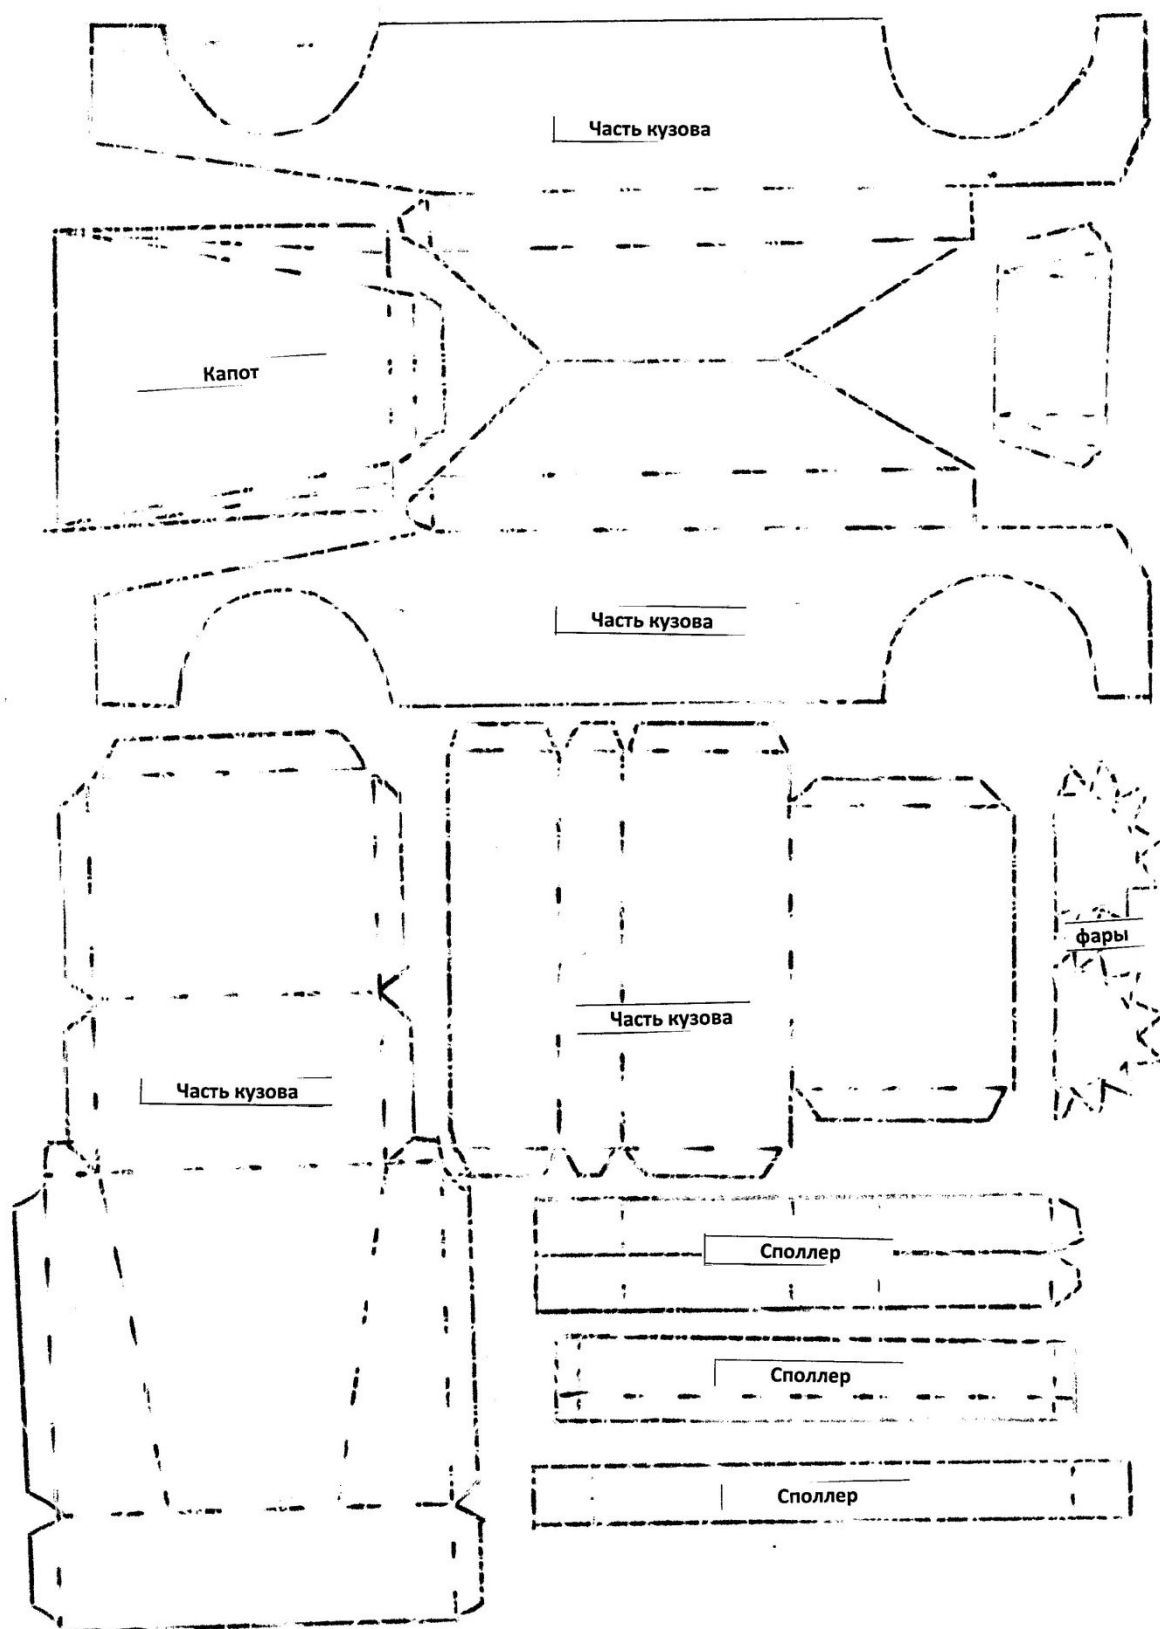 Часть кузова
Капот
Часть кузова
фары
Часть кузова
Часть кузова
Споллер
Споллер
Споллер